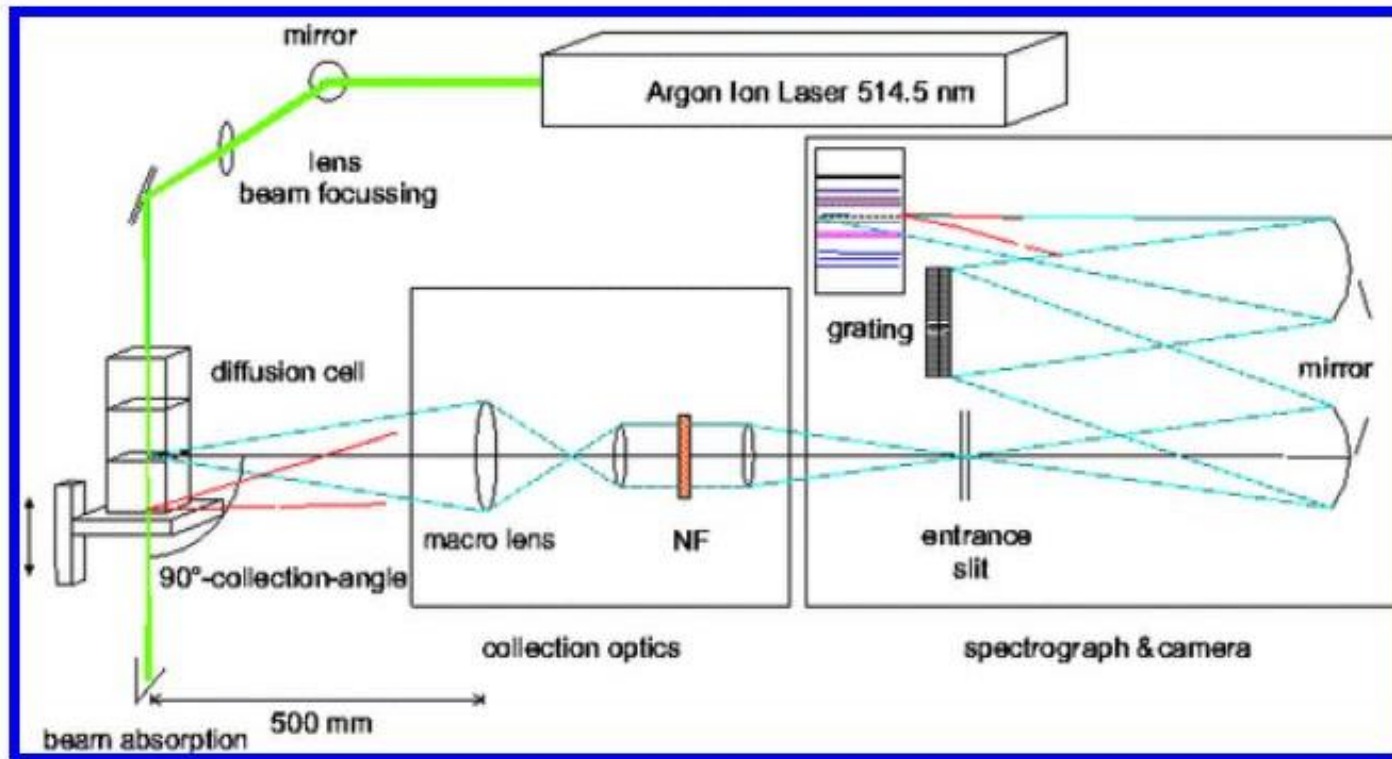 mirror
Argon Ion Laser 514.5 nm
lens
beam focussing
grating
mirror
diffusion cell
macro lens
NF
entrance
slit
90°-collection-angle
collection optics
spectrograph & camera
500 mm
beam absorption